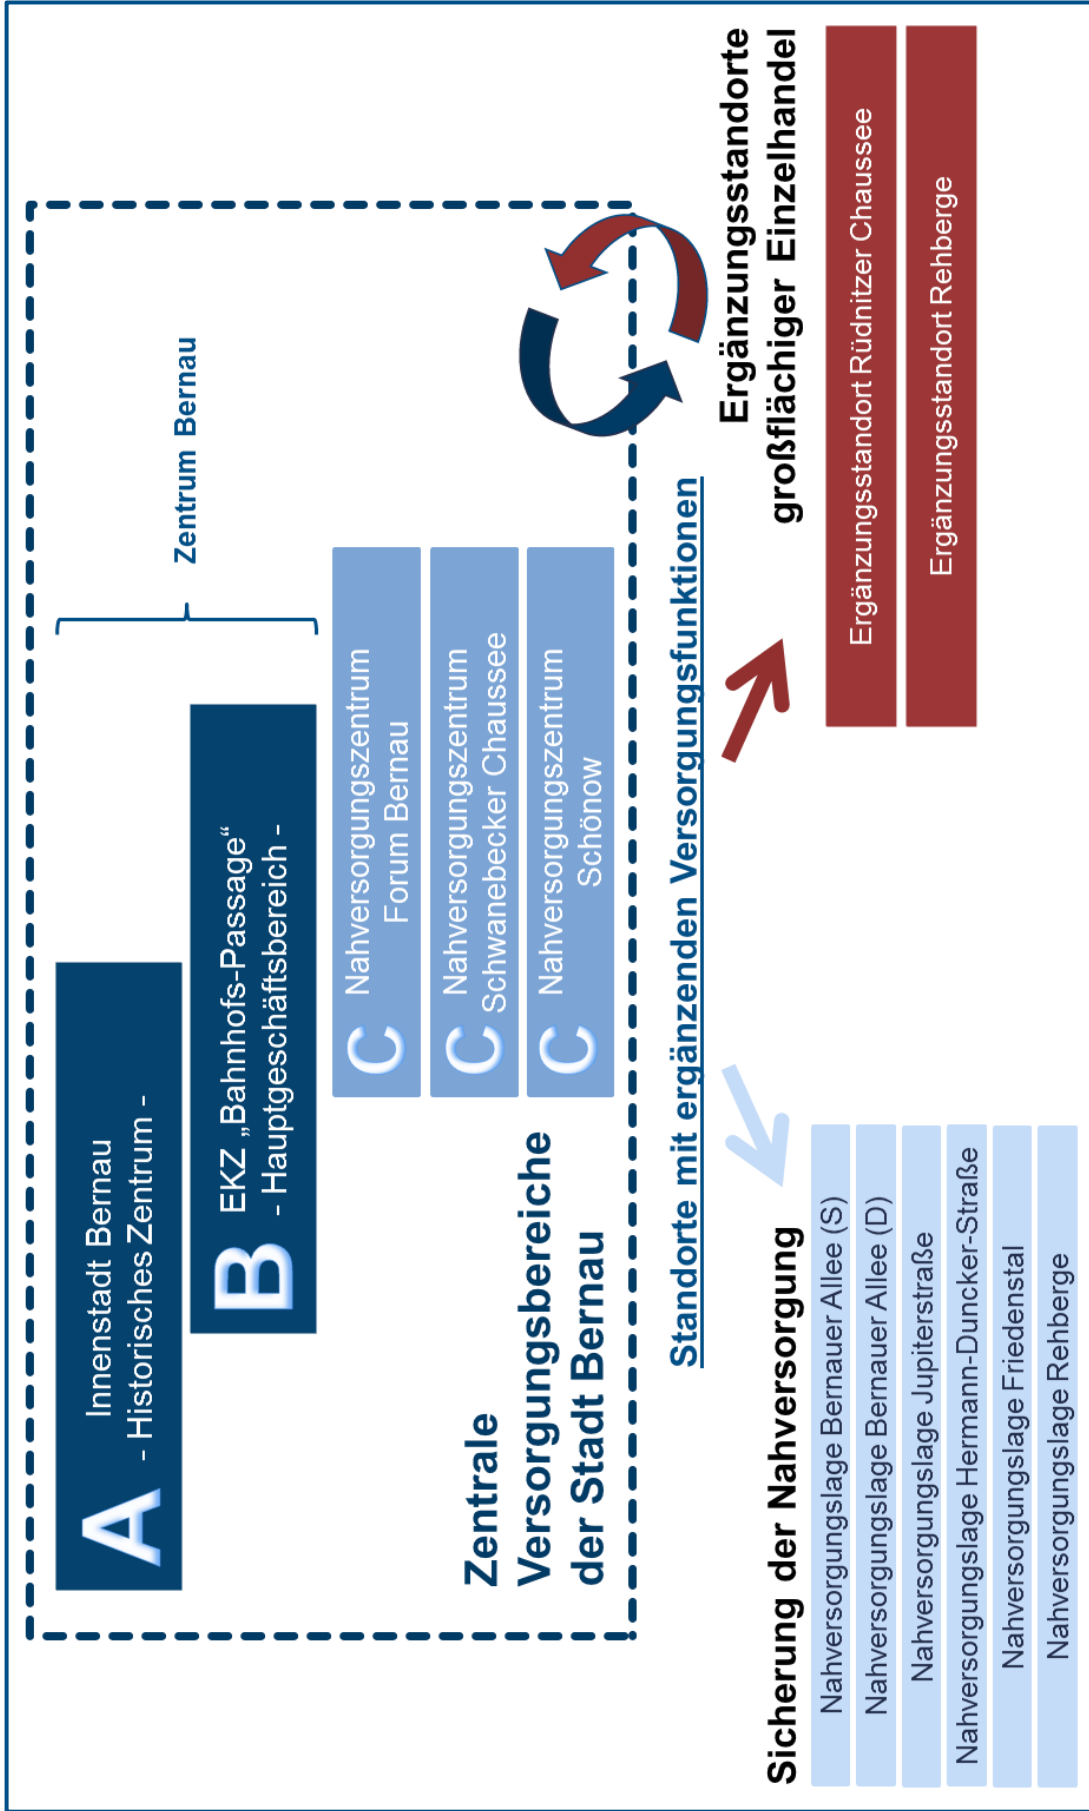 A
Innenstadt Bernau
- Historisches Zentrum -
B
EKZ „Bahnhofs-Passage“
- Hauptgeschäftsbereich -
Zentrum Bernau
C
Nahversorgungszentrum
Forum Bernau
C
Nahversorgungszentrum
Schwanebecker Chaussee
C
Nahversorgungszentrum
Schönow
Zentrale
Versorgungsbereiche
der Stadt Bernau
Standorte mit ergänzenden Versorgungsfunktionen
Sicherung der Nahversorgung
Nahversorgungslage Bernauer Allee (S)
Nahversorgungslage Bernauer Allee (D)
Nahversorgungslage Jupiterstraße
Nahversorgungslage Hermann-Duncker-Straße
Nahversorgungslage Friedenstal
Nahversorgungslage Rehberge
Ergänzungsstandorte
großflächiger Einzelhandel
Ergänzungsstandort Rüdnitzer Chaussee
Ergänzungsstandort Rehberge